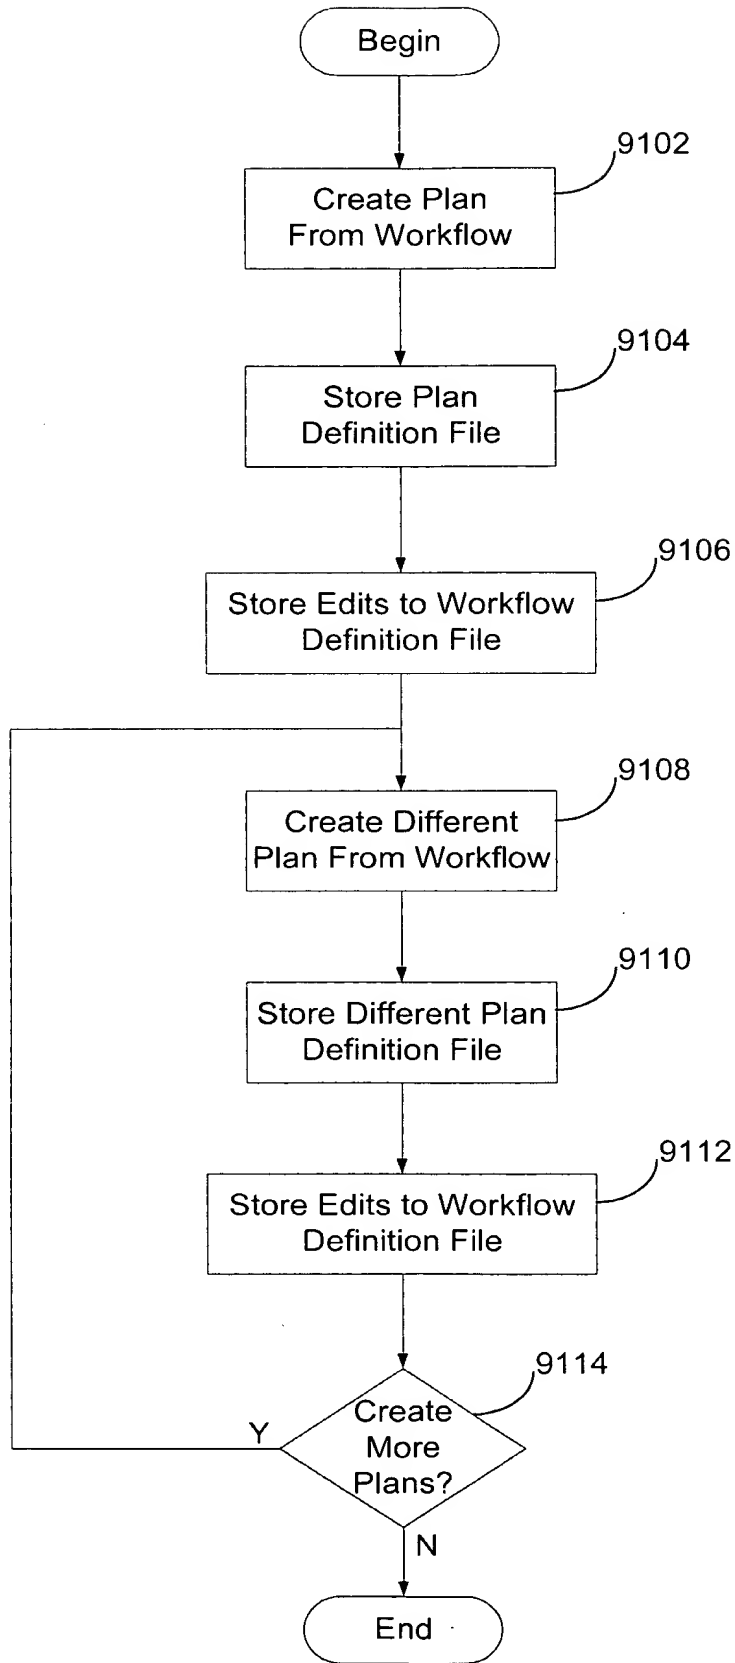 Begin
9102
Create Plan
From Workflow
9104
Store Plan
Definition File
9106
Store Edits to Workflow
Definition File
9108
Create Different
Plan From Workflow
9110
Store Different Plan
Definition File
9112
Store Edits to Workflow
Definition File
9114
Create
More
Plans?
Y
N
End